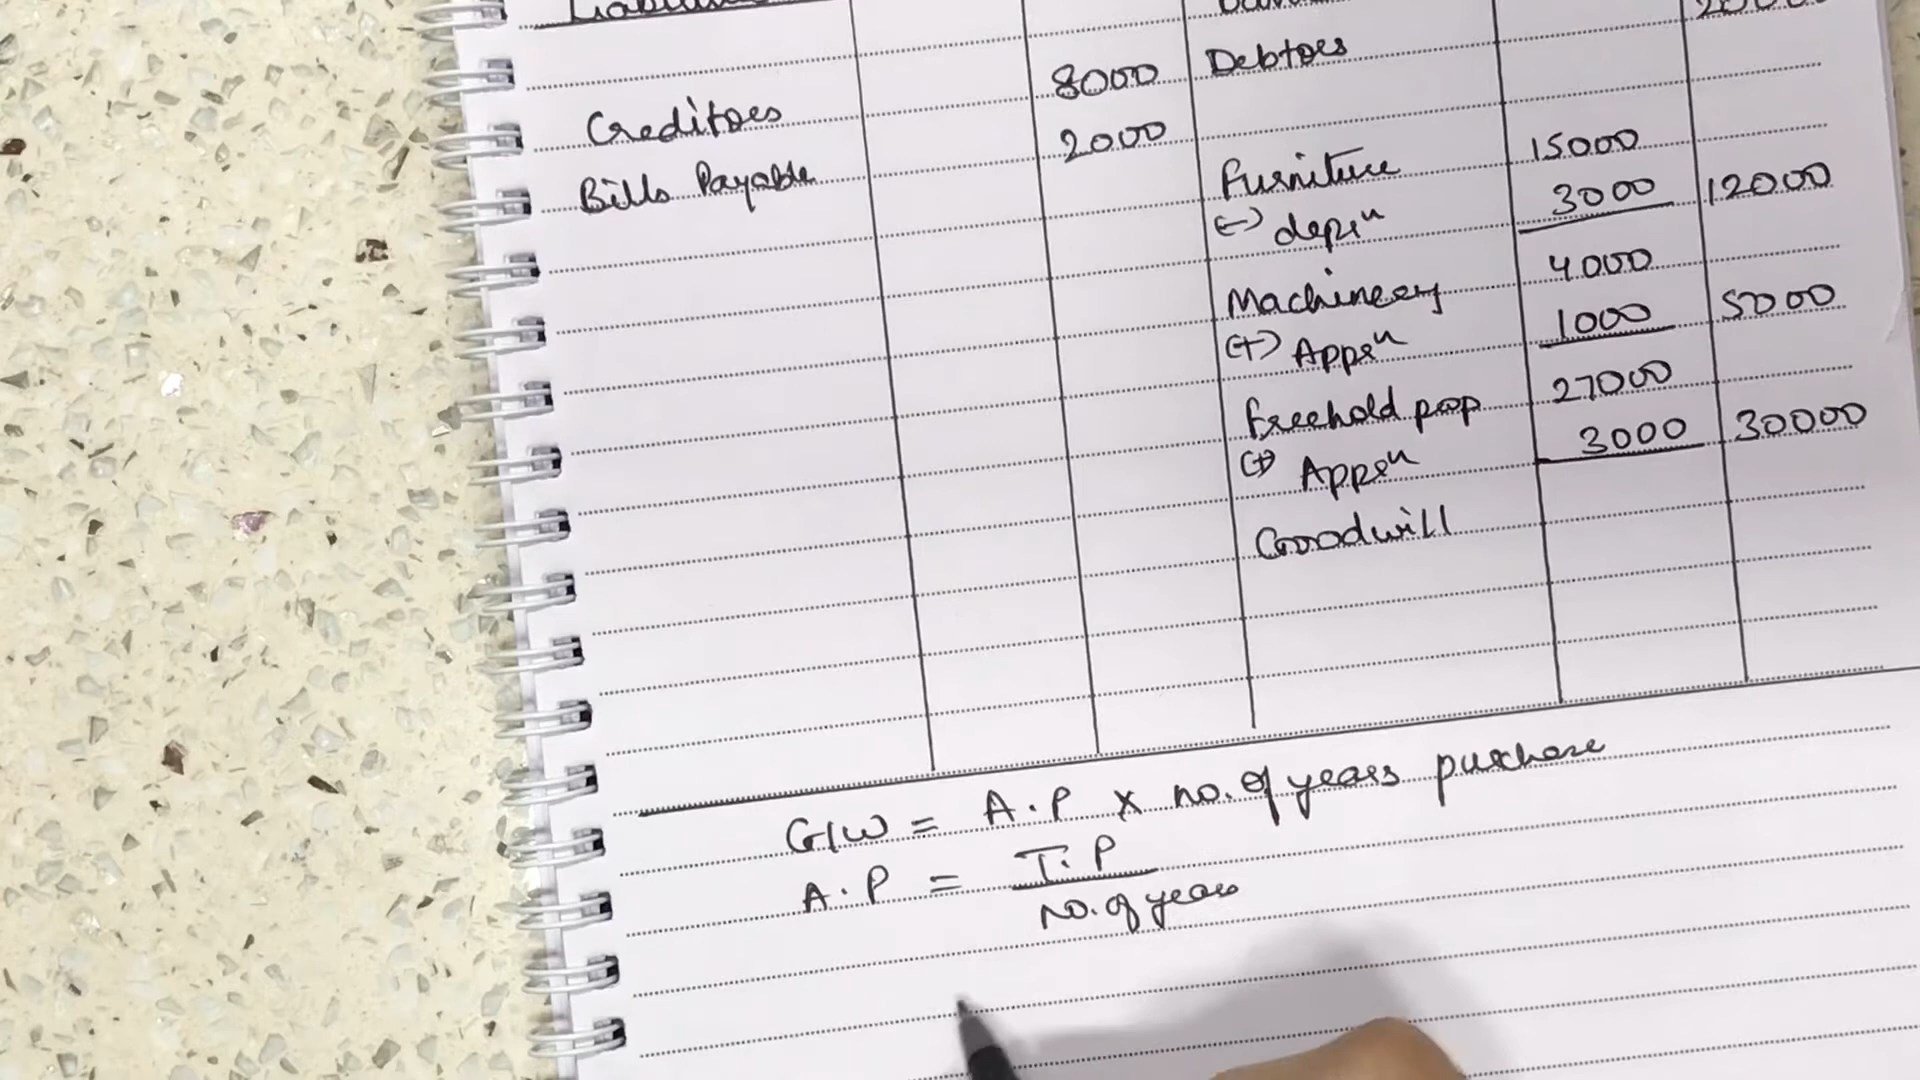 Debtors
Creditors 8000
Bills Payable 2000
Furniture 15000
(-) depr^n 3000 12000
Machinery 4000
(+) Appr^n 1000 5000
freehold prop 27000
(+) Appr^n 3000 30000
Goodwill
G/W = A.P × no. of years purchase
A.P = T.P
no. of years